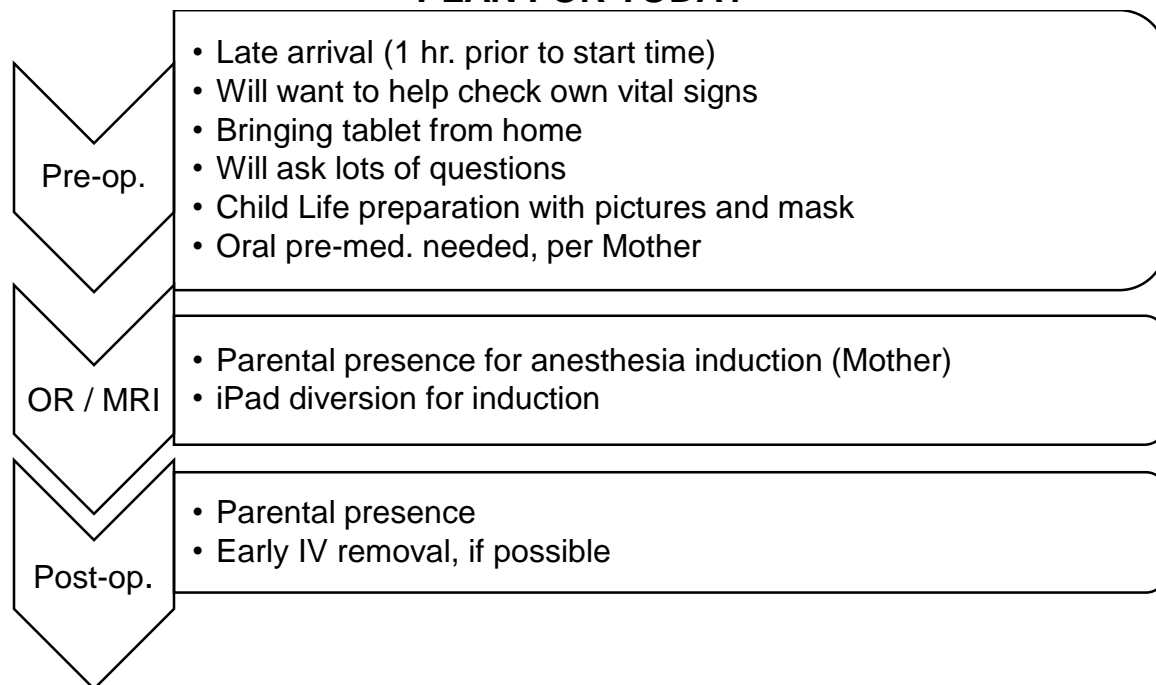 PLAN FOR TODAY
• Late arrival (1 hr. prior to start time)
• Will want to help check own vital signs
• Bringing tablet from home
• Will ask lots of questions
• Child Life preparation with pictures and mask
• Oral pre-med. needed, per Mother
Pre-op.
• Parental presence for anesthesia induction (Mother)
• iPad diversion for induction
OR / MRI
• Parental presence
• Early IV removal, if possible
Post-op.